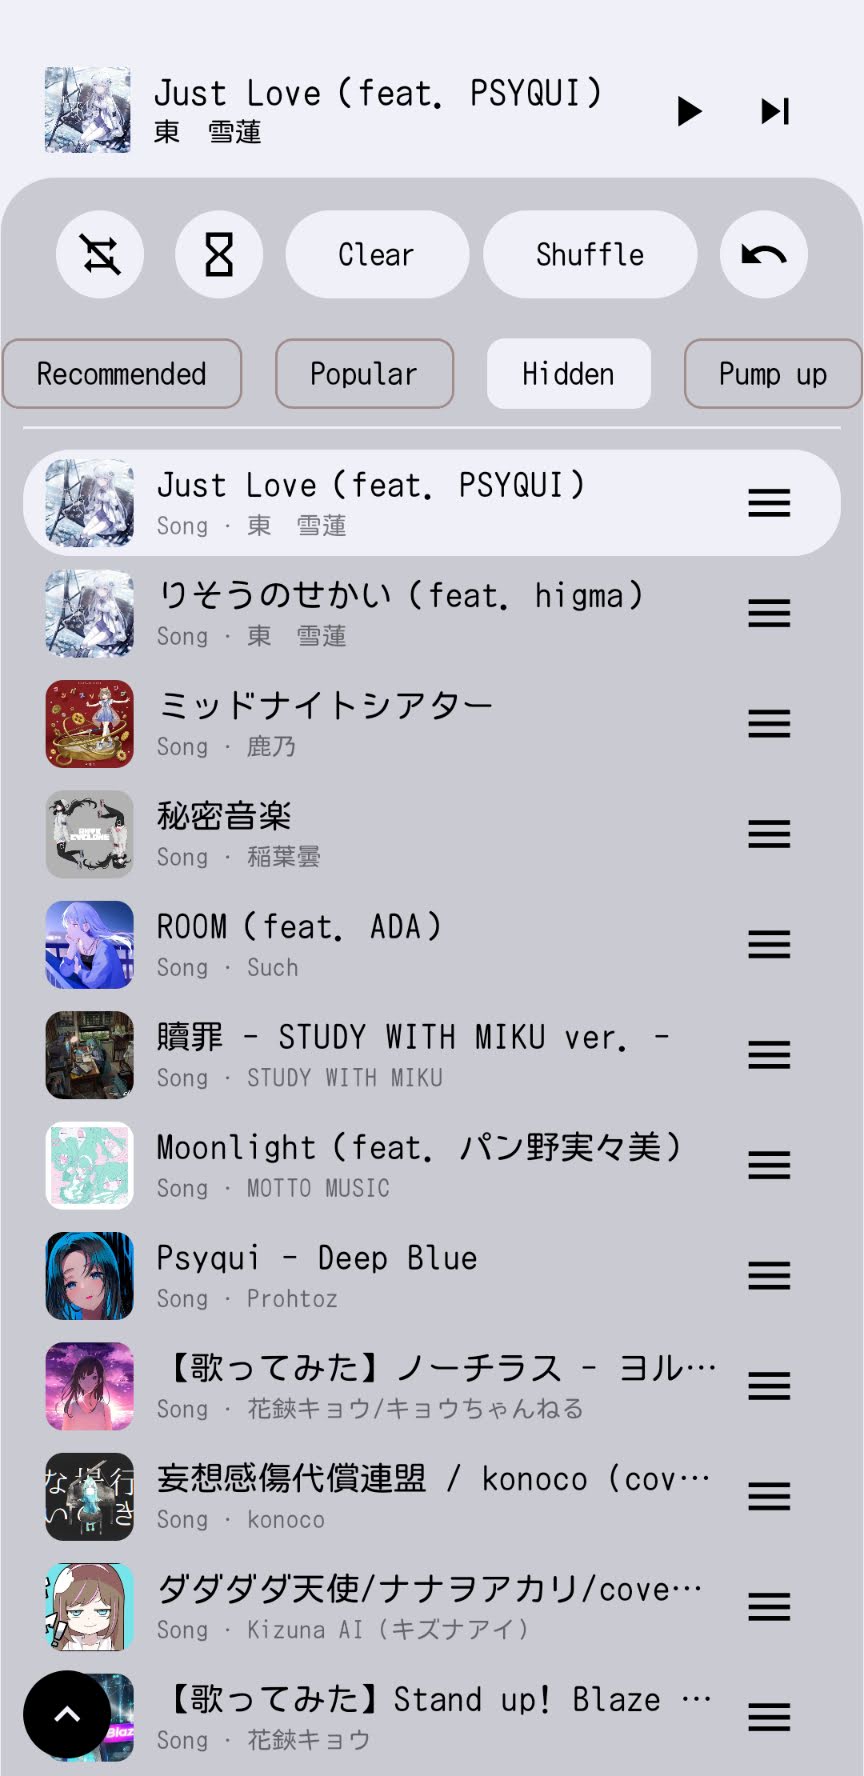 Just Love (feat. PSYQUI)
東　雪蓮
Clear
Shuffle
Recommended
Popular
Hidden
Pump up
Just Love (feat. PSYQUI)
Song · 東　雪蓮
りそうのせかい (feat. higma)
Song · 東　雪蓮
ミッドナイトシアター
Song · 鹿乃
秘密音楽
Song · 稲葉曇
ROOM (feat. ADA)
Song · Such
贖罪 - STUDY WITH MIKU ver. -
Song · STUDY WITH MIKU
Moonlight (feat. パン野実々美)
Song · MOTTO MUSIC
Psyqui - Deep Blue
Song · Prohtoz
【歌ってみた】ノーチラス - ヨル…
Song · 花鋏キョウ/キョウちゃんねる
妄想感傷代償連盟 / konoco (cov…
Song · konoco
ダダダダ天使/ナナヲアカリ/cove…
Song · Kizuna AI (キズナアイ)
【歌ってみた】Stand up! Blaze …
Song · 花鋏キョウ